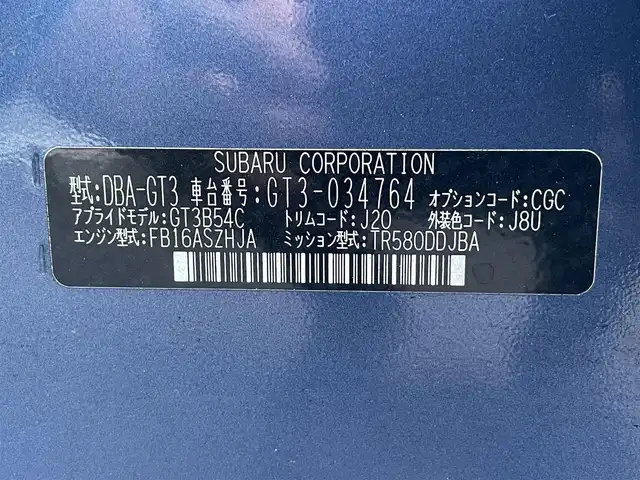 SUBARU CORPORATION
型式:DBA-GT3 車台番号:GT3-034764 オプションコード:CGC
アプライドモデル:GT3B54C トリムコード:J20 外装色コード:J8U
エンジン型式:FB16ASZHJA ミッション型式:TR580DDJBA